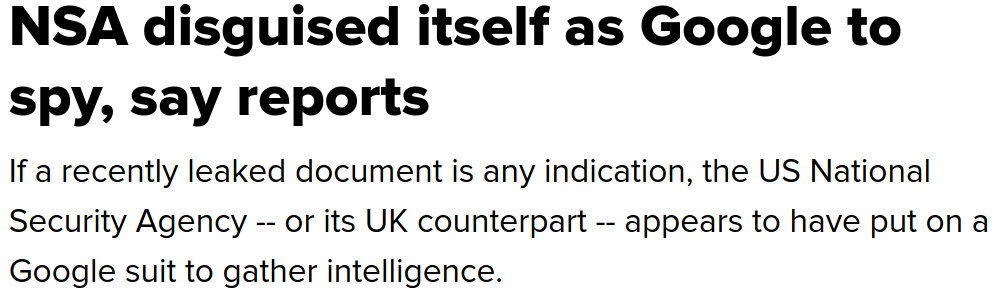 NSA disguised itself as Google to
spy, say reports
If a recently leaked document is any indication, the US National
Security Agency -- or its UK counterpart -- appears to have put on a
Google suit to gather intelligence.